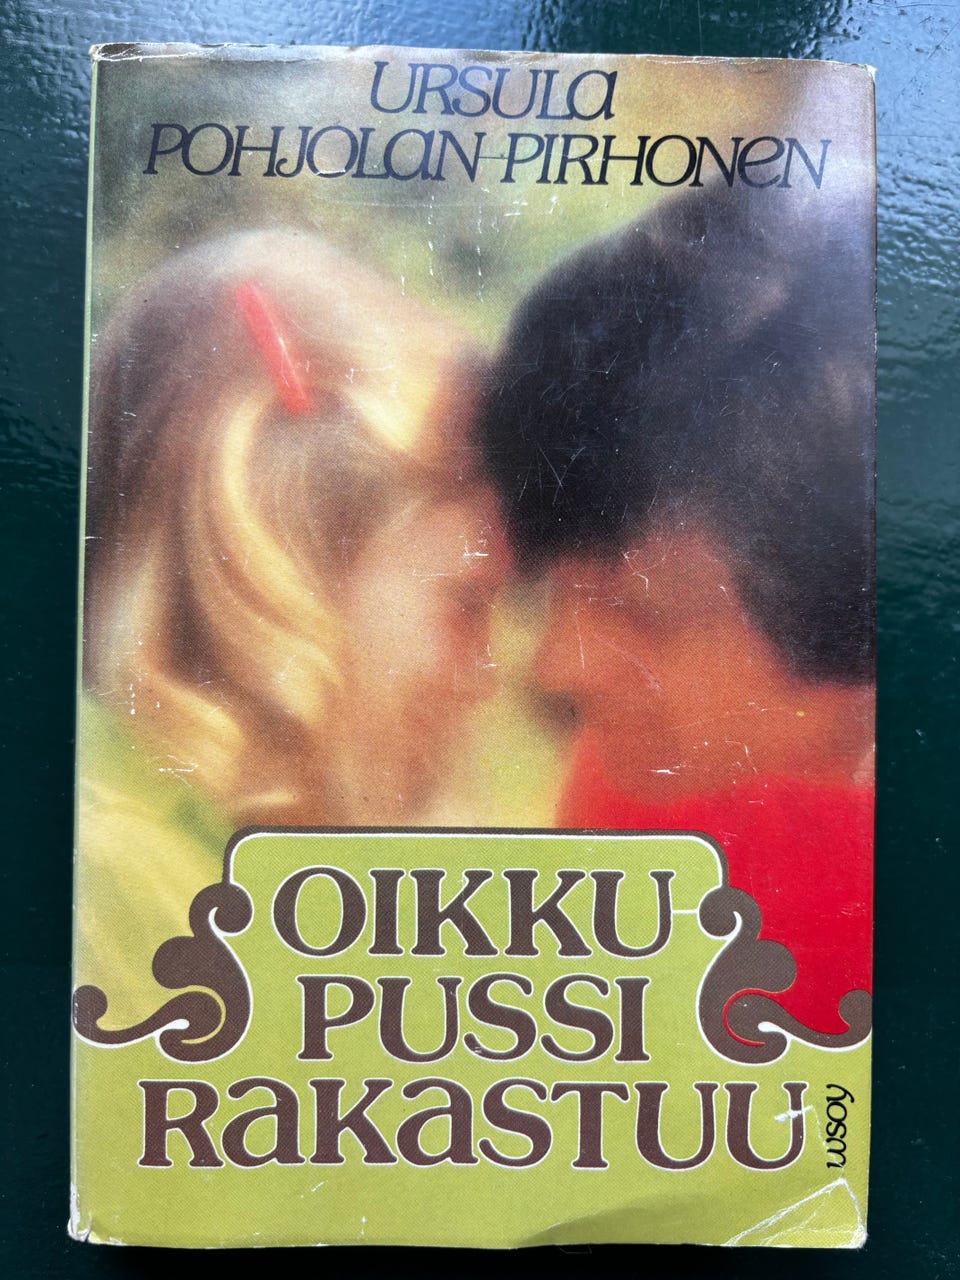 URSULA
POHJOLAN-PIRHONEN
OIKKU-
PUSSI
RAKASTUU
wsoy